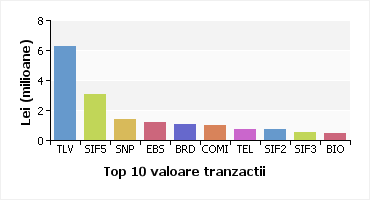 Lei (milioane)
8
6
4
2
0
TLV SIF5 SNP EBS BRD COMI TEL SIF2 SIF3 BIO
Top 10 valoare tranzactii